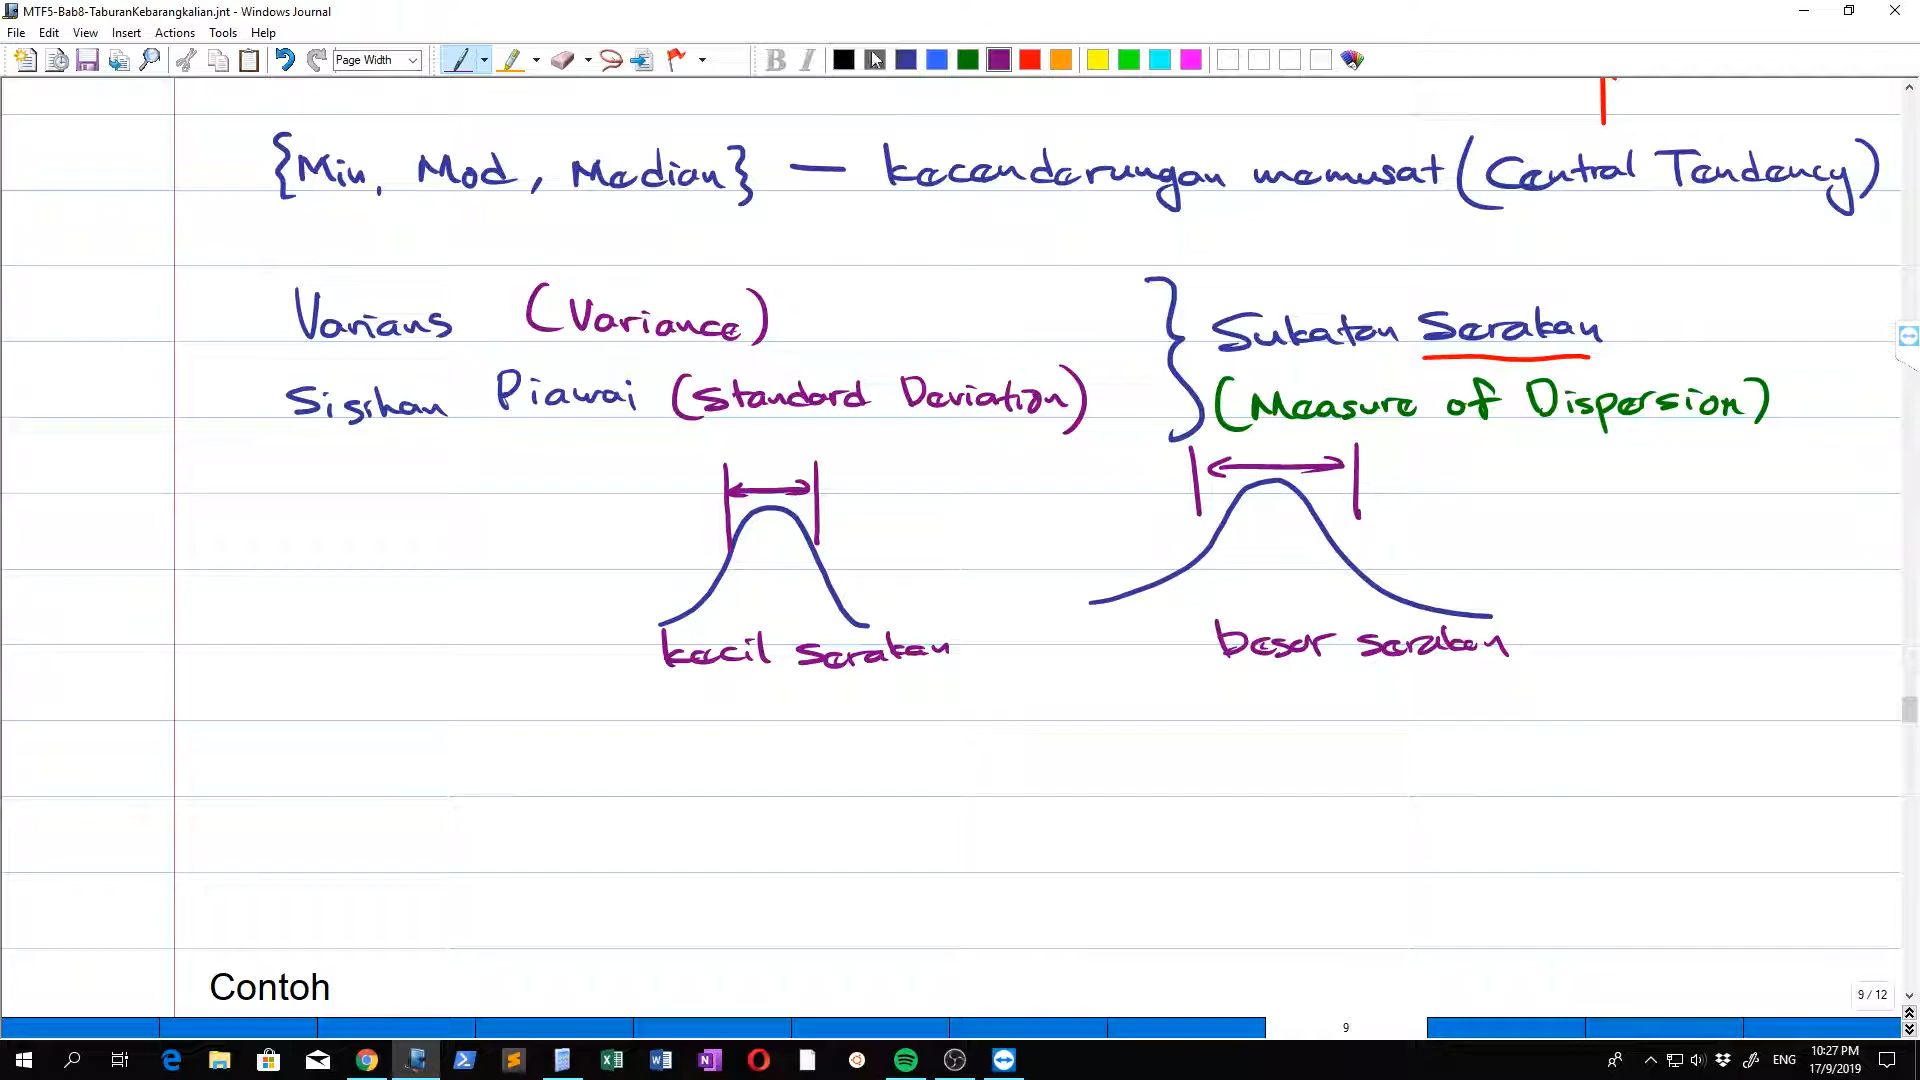 MTF5-Bab8-TaburanKebarangkalian.jnt - Windows Journal
File Edit View Insert Actions Tools Help
Page Width
{Min, Mod, Median} — kecenderungan memusat (Central Tendency)
Varians (Variance)
Sukatan Serakan
Sisihan Piawai (Standard Deviation)
(Measure of Dispersion)
kecil serakan
besar serakan
Contoh
9 / 12
9
ENG
10:27 PM
17/9/2019